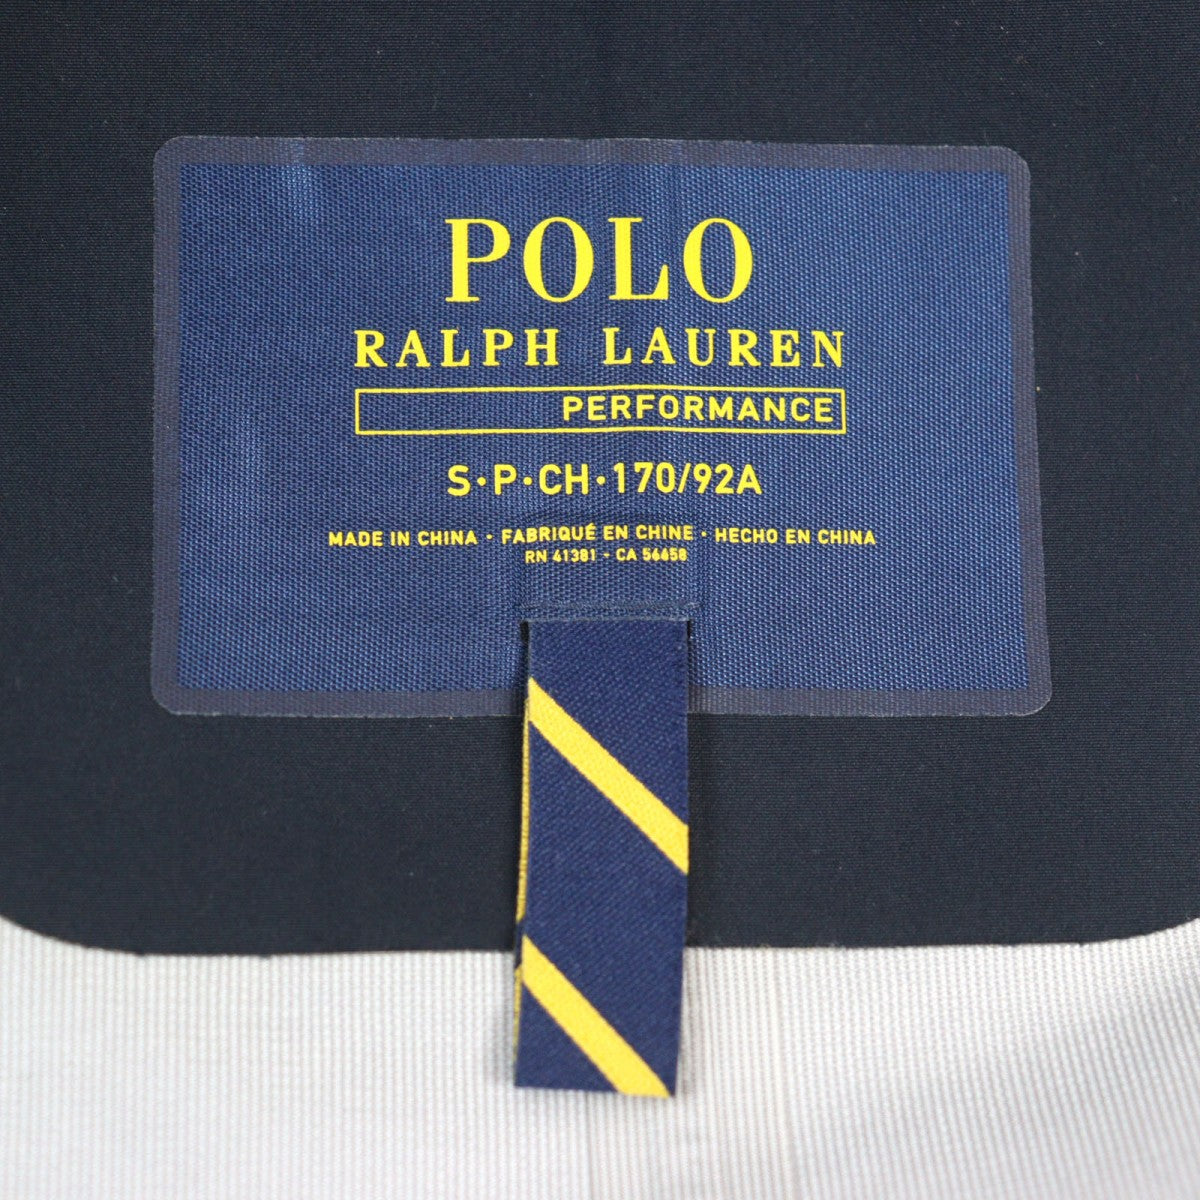 POLO
RALPH LAUREN
PERFORMANCE
S·P·CH·170/92A
MADE IN CHINA · FABRIQUÉ EN CHINE · HECHO EN CHINA
RN 41381 - CA 56658